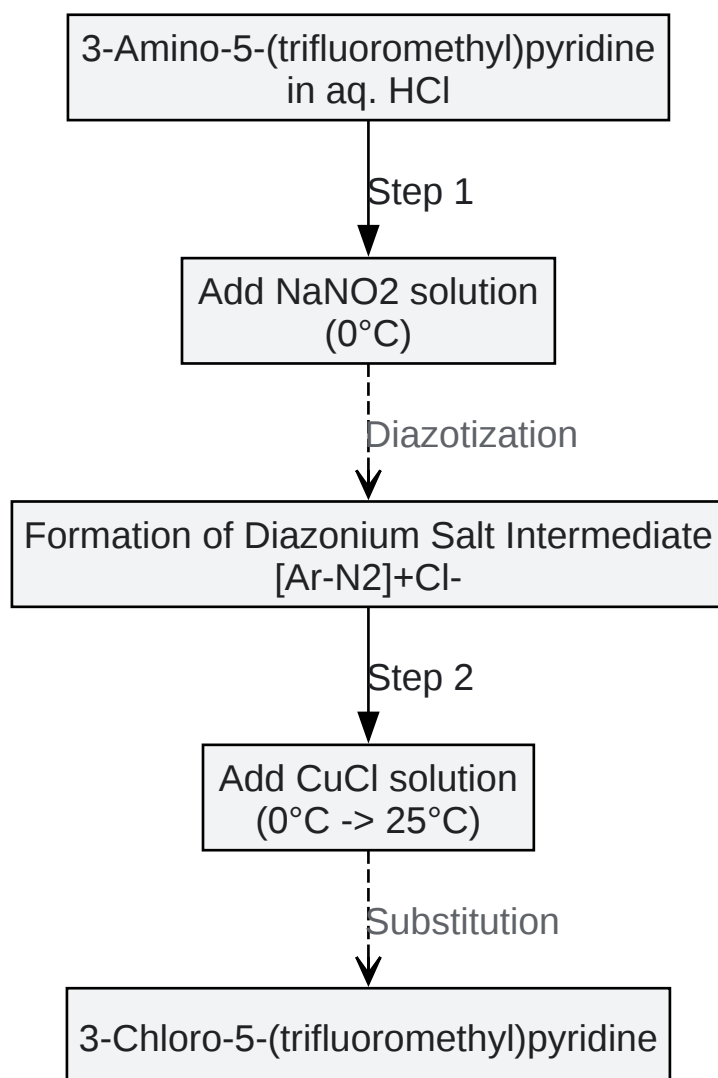 3-Amino-5-(trifluoromethyl)pyridine
in aq. HCl
Step 1
Add NaNO2 solution
(0°C)
Diazotization
Formation of Diazonium Salt Intermediate
[Ar-N2]+Cl-
Step 2
Add CuCl solution
(0°C -> 25°C)
Substitution
3-Chloro-5-(trifluoromethyl)pyridine